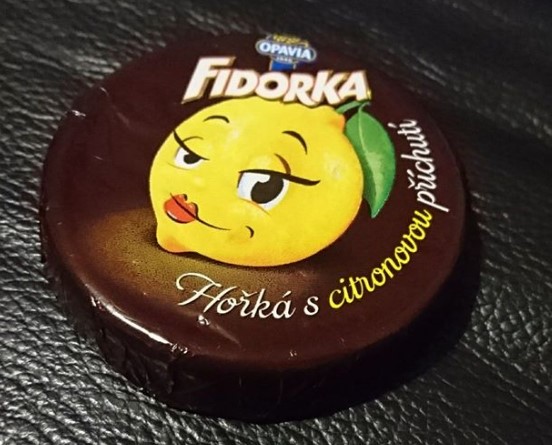 OPAVIA
FIDORKA
Hořká s citronovou příchutí